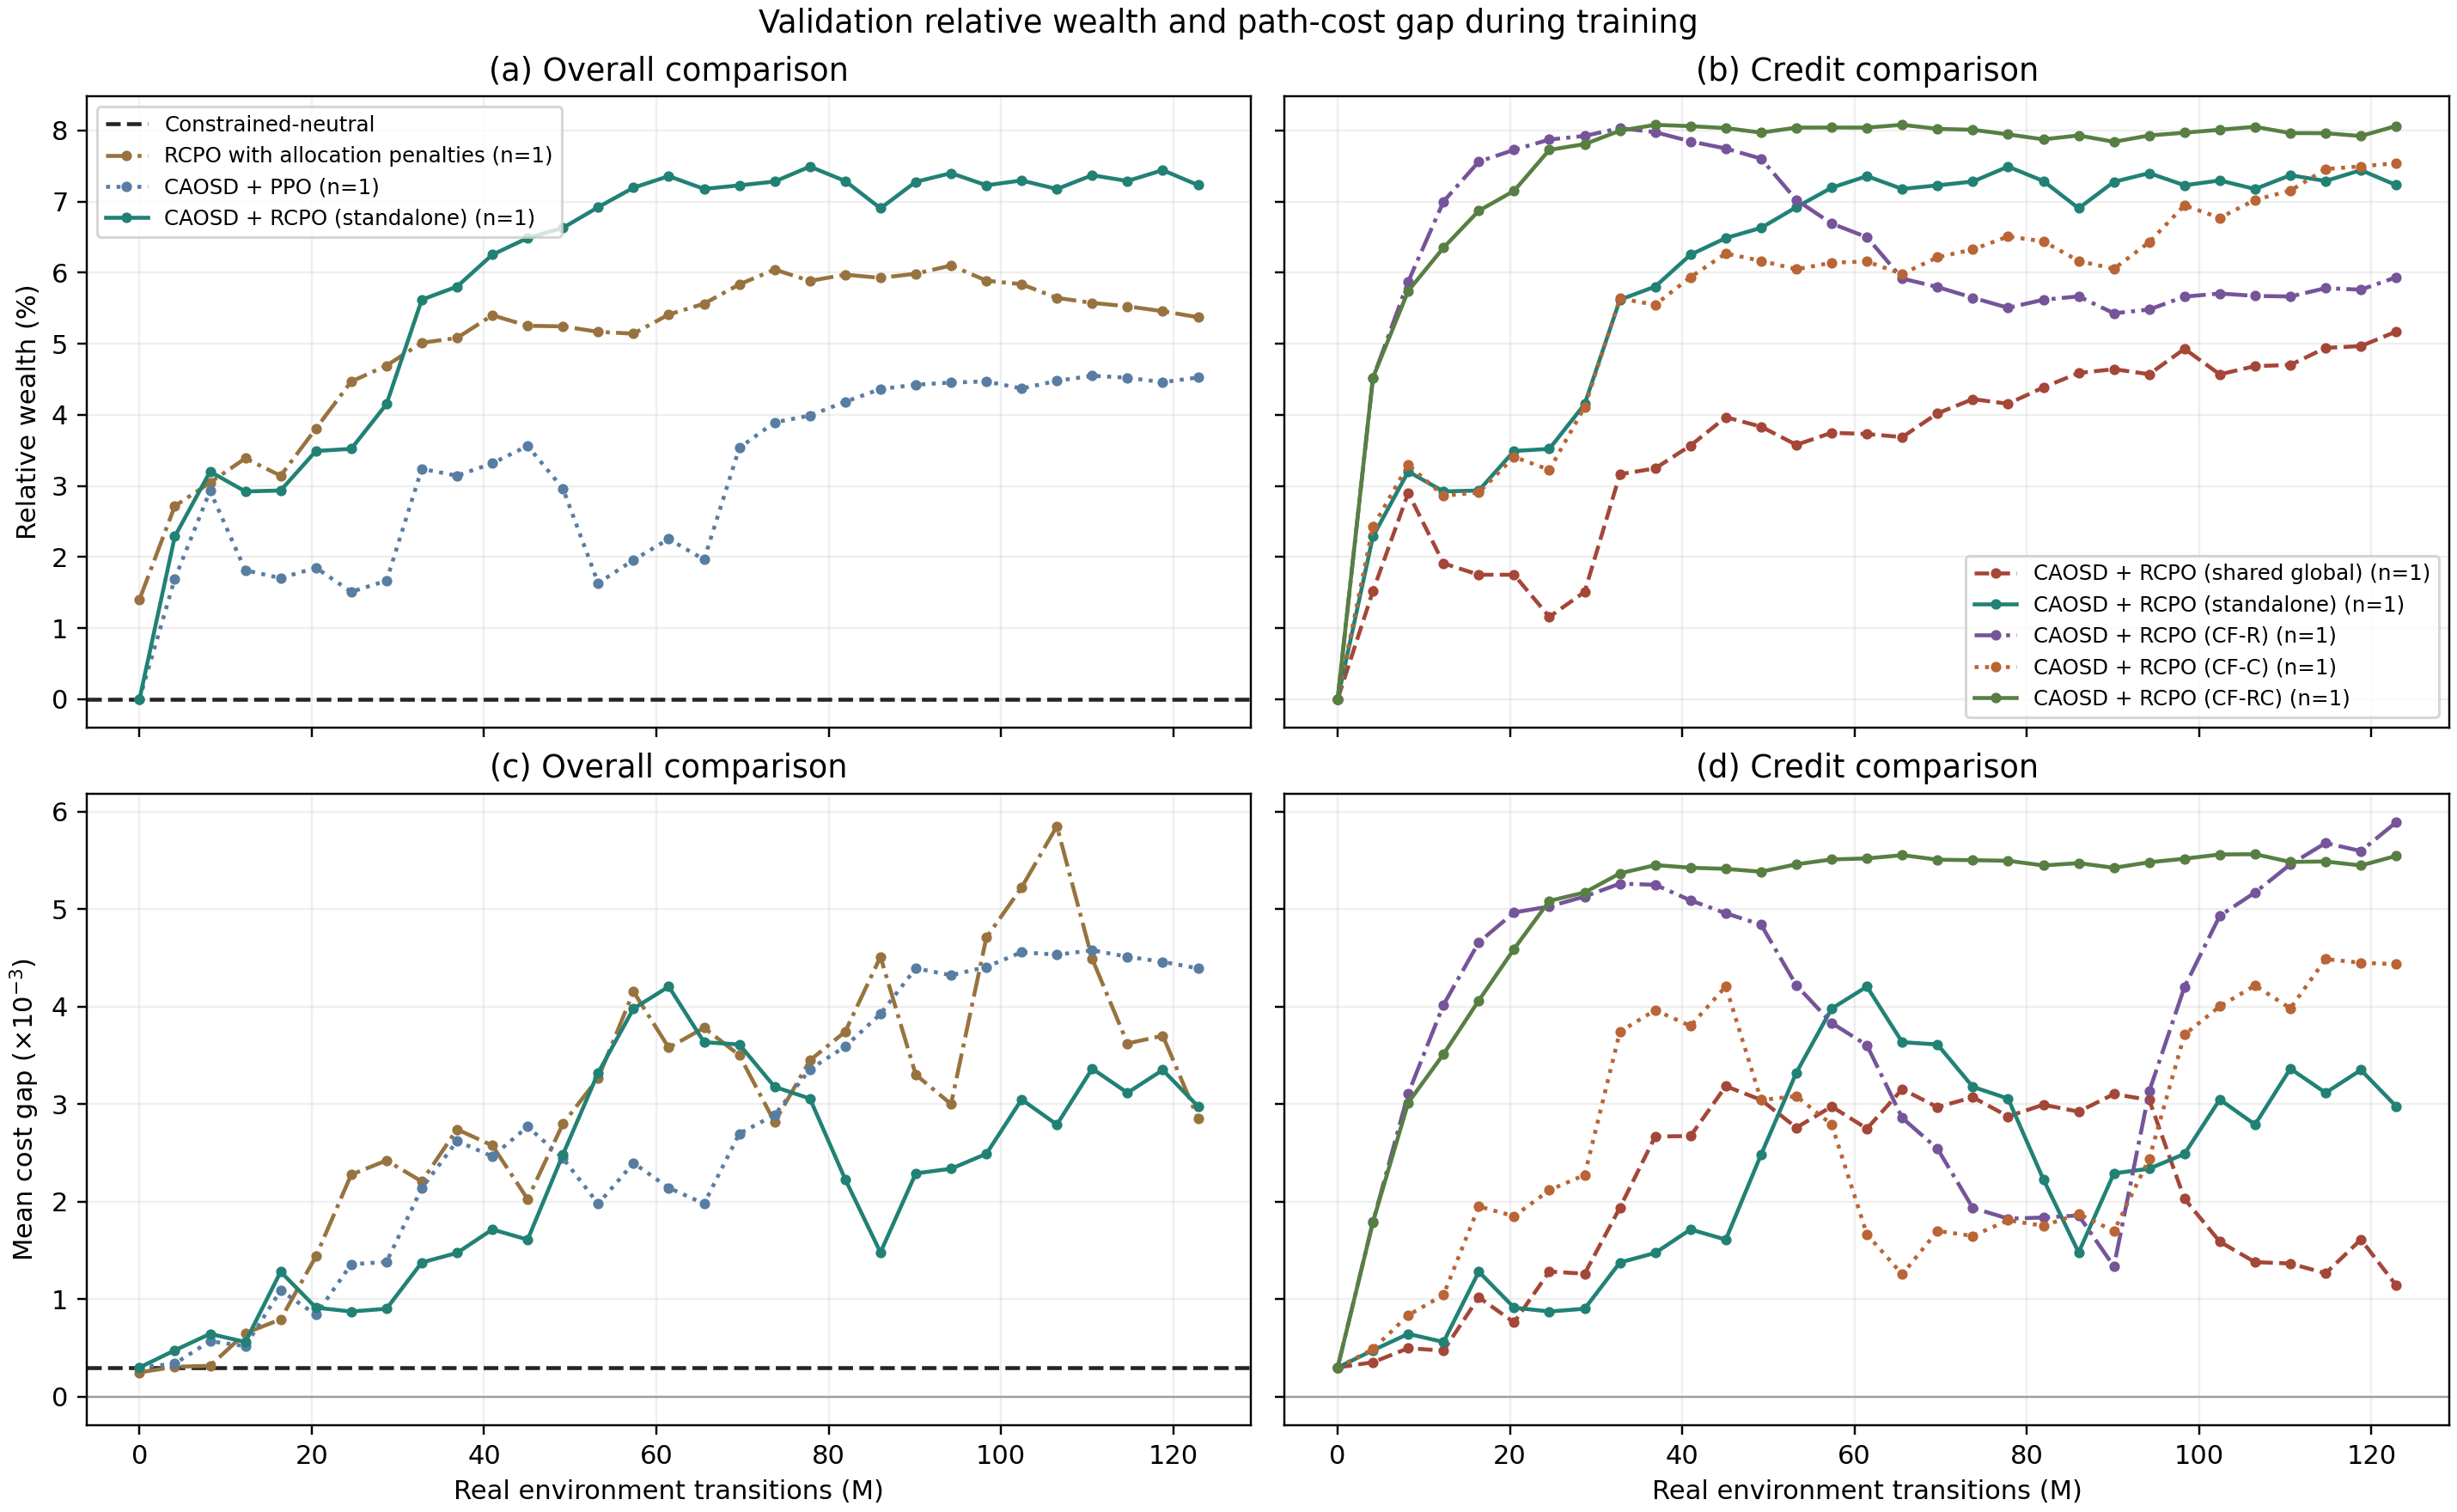 Validation relative wealth and path-cost gap during training
(a) Overall comparison
Relative wealth (%)
8
7
6
5
4
3
2
1
0
Constrained-neutral
RCPO with allocation penalties (n=1)
CAOSD + PPO (n=1)
CAOSD + RCPO (standalone) (n=1)
(b) Credit comparison
CAOSD + RCPO (shared global) (n=1)
CAOSD + RCPO (standalone) (n=1)
CAOSD + RCPO (CF-R) (n=1)
CAOSD + RCPO (CF-C) (n=1)
CAOSD + RCPO (CF-RC) (n=1)
(c) Overall comparison
Mean cost gap (×10⁻³)
6
5
4
3
2
1
0
0 20 40 60 80 100 120
Real environment transitions (M)
(d) Credit comparison
0 20 40 60 80 100 120
Real environment transitions (M)